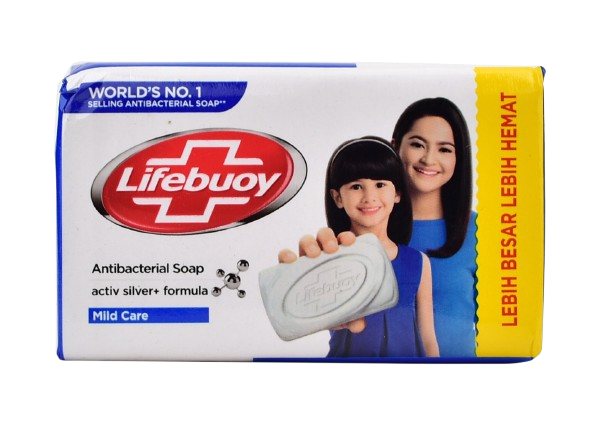 WORLD'S NO. 1
SELLING ANTIBACTERIAL SOAP**
Lifebuoy
Antibacterial Soap
activ silver+ formula
Mild Care
Lifebuoy
LEBIH BESAR LEBIH HEMAT